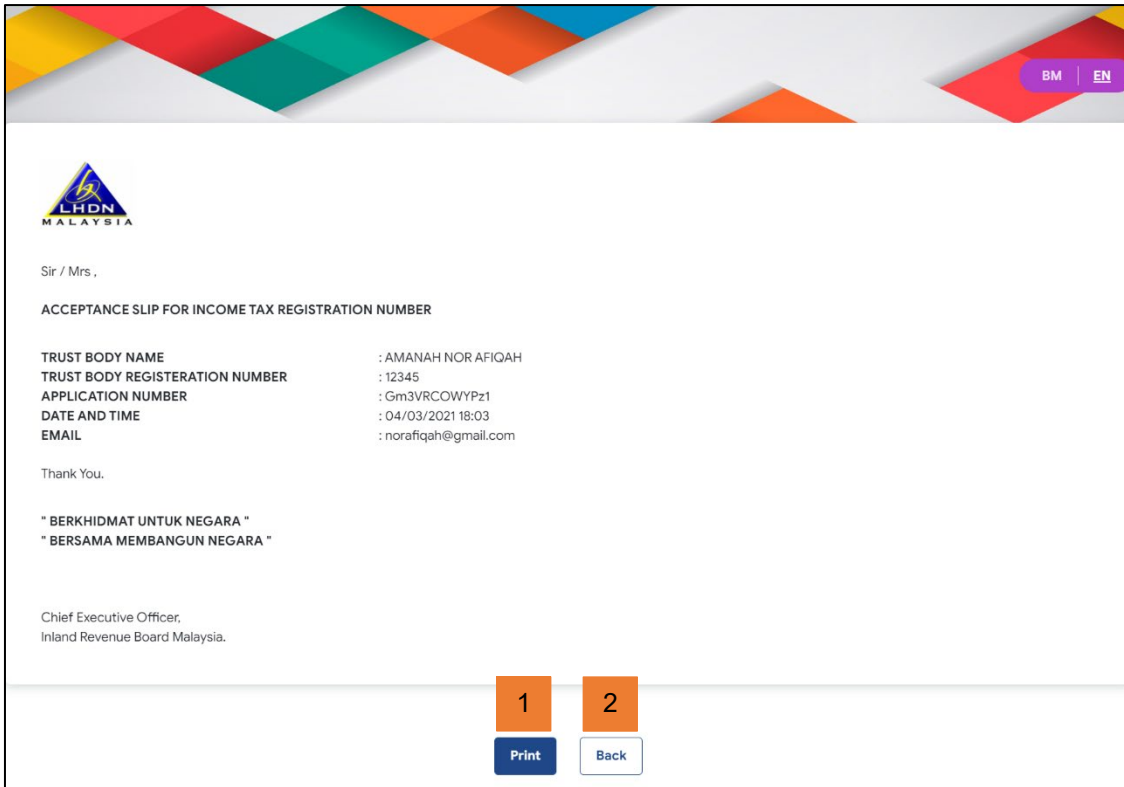 BM | EN
LHDN
MALAYSIA
Sir / Mrs ,
ACCEPTANCE SLIP FOR INCOME TAX REGISTRATION NUMBER
TRUST BODY NAME : AMANAH NOR AFIQAH
TRUST BODY REGISTERATION NUMBER : 12345
APPLICATION NUMBER : Gm3VRCOWYPz1
DATE AND TIME : 04/03/2021 18:03
EMAIL : norafiqah@gmail.com
Thank You.
" BERKHIDMAT UNTUK NEGARA "
" BERSAMA MEMBANGUN NEGARA "
Chief Executive Officer,
Inland Revenue Board Malaysia.
1 2
Print Back